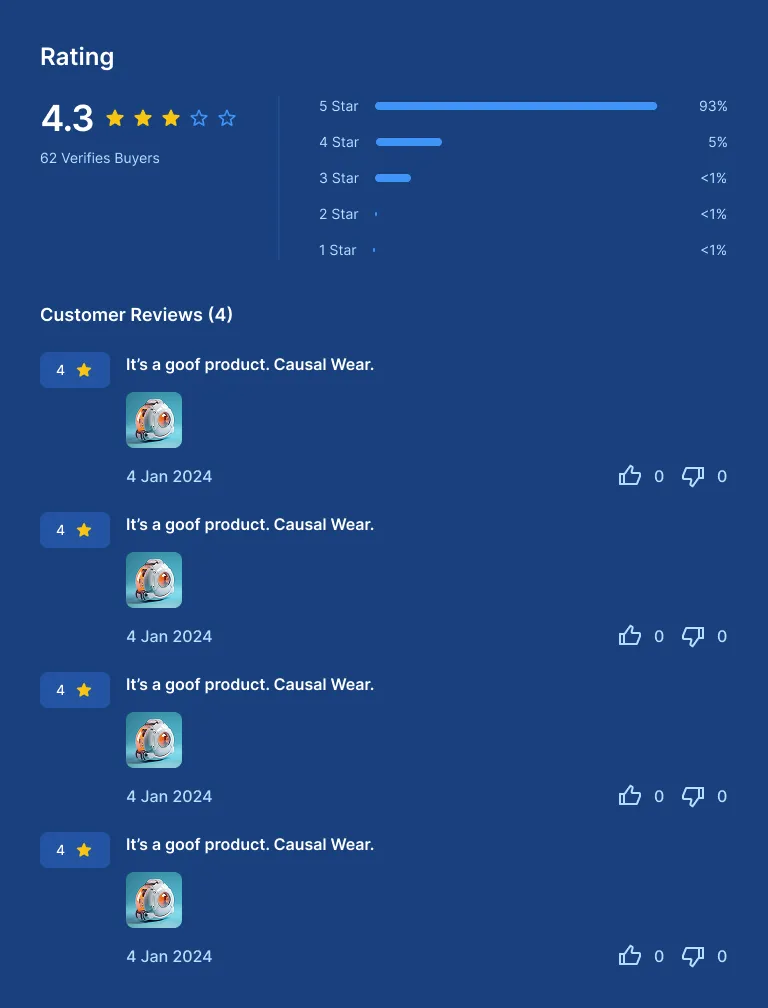 Rating
4.3
62 Verifies Buyers
5 Star 93%
4 Star 5%
3 Star <1%
2 Star <1%
1 Star <1%
Customer Reviews (4)
4 It’s a goof product. Causal Wear.
4 Jan 2024 0 0
4 It’s a goof product. Causal Wear.
4 Jan 2024 0 0
4 It’s a goof product. Causal Wear.
4 Jan 2024 0 0
4 It’s a goof product. Causal Wear.
4 Jan 2024 0 0